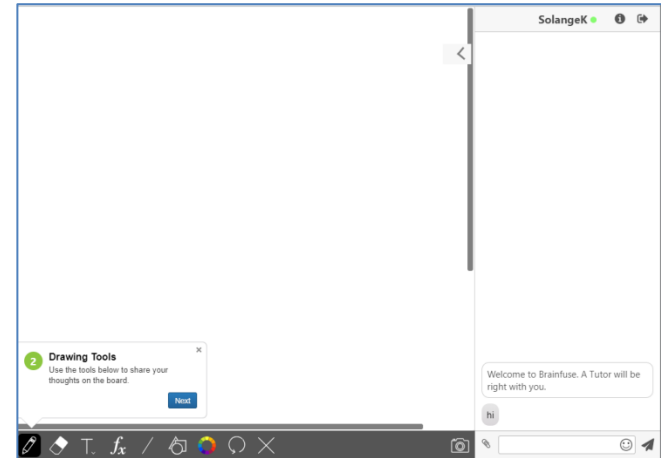 SolangeK
2
Drawing Tools
Use the tools below to share your
thoughts on the board.
Next
Welcome to Brainfuse. A Tutor will be
right with you.
hi
T
fx